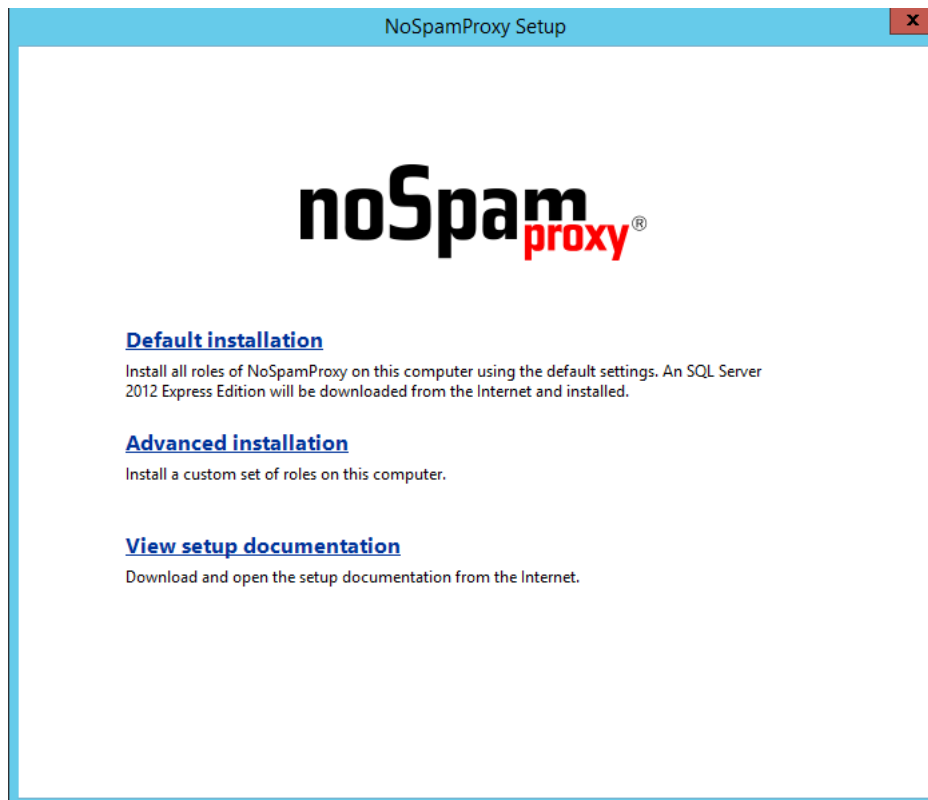 NoSpamProxy Setup
x
noSpam
proxy®
Default installation
Install all roles of NoSpamProxy on this computer using the default settings. An SQL Server
2012 Express Edition will be downloaded from the Internet and installed.
Advanced installation
Install a custom set of roles on this computer.
View setup documentation
Download and open the setup documentation from the Internet.